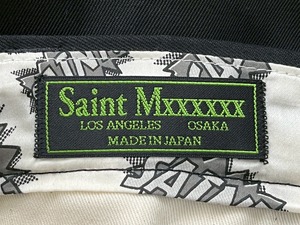 Saint Mxxxxxx
LOS ANGELES OSAKA
MADE IN JAPAN